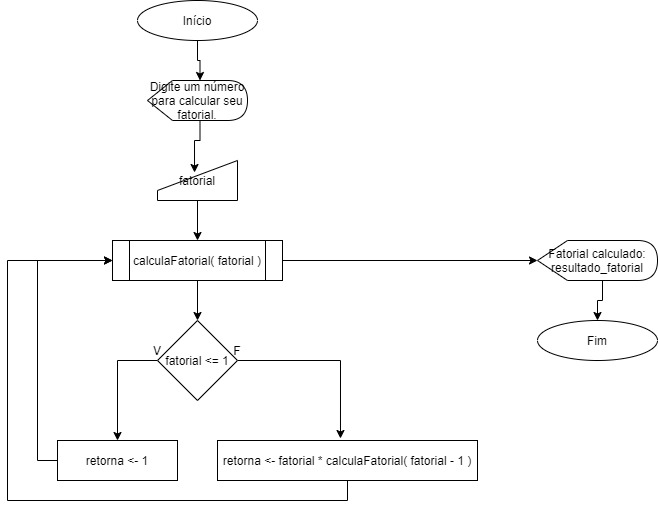 Início
Digite um número
para calcular seu
fatorial.
fatorial
calculaFatorial( fatorial )
Fatorial calculado:
resultado_fatorial
Fim
V
F
fatorial <= 1
retorna <- 1
retorna <- fatorial * calculaFatorial( fatorial - 1 )